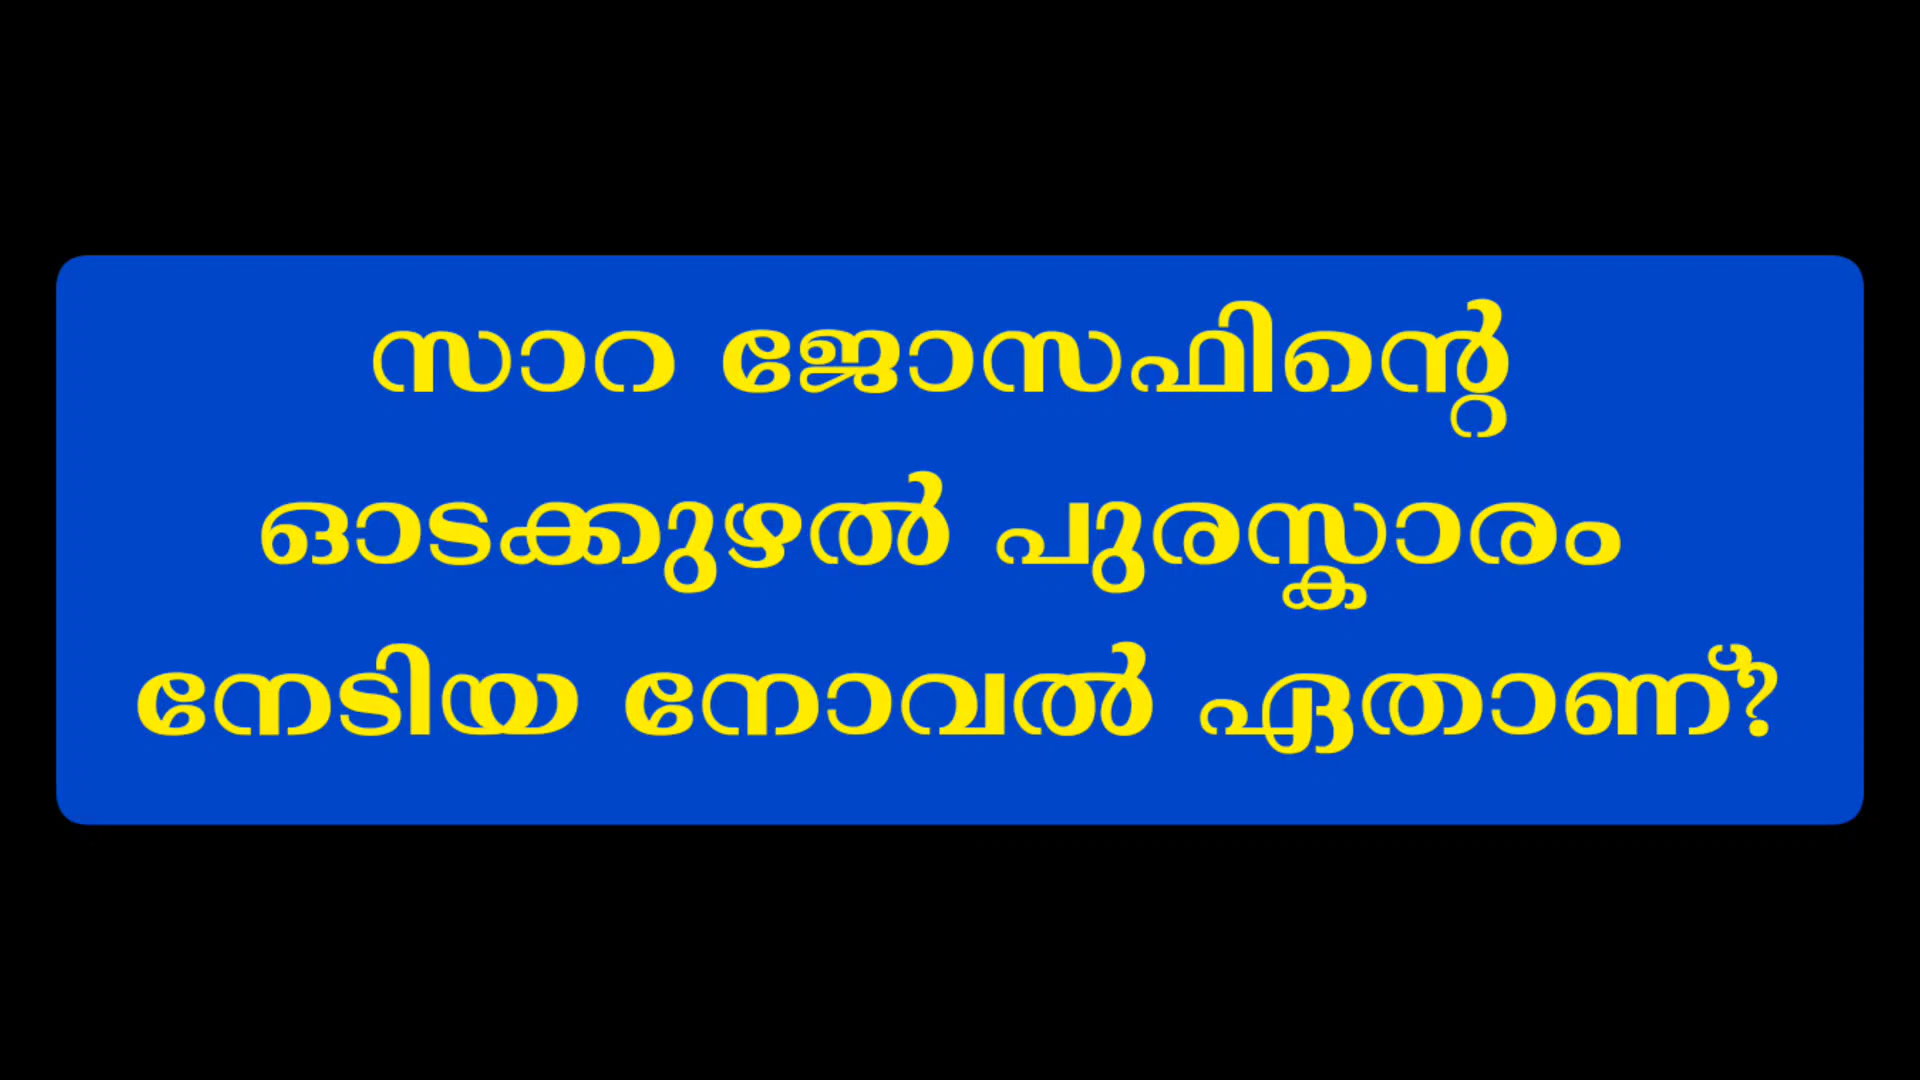 സാറ ജോസഫിന്റെ
ഓടക്കുഴൽ പുരസ്കാരം
നേടിയ നോവൽ ഏതാണ്?